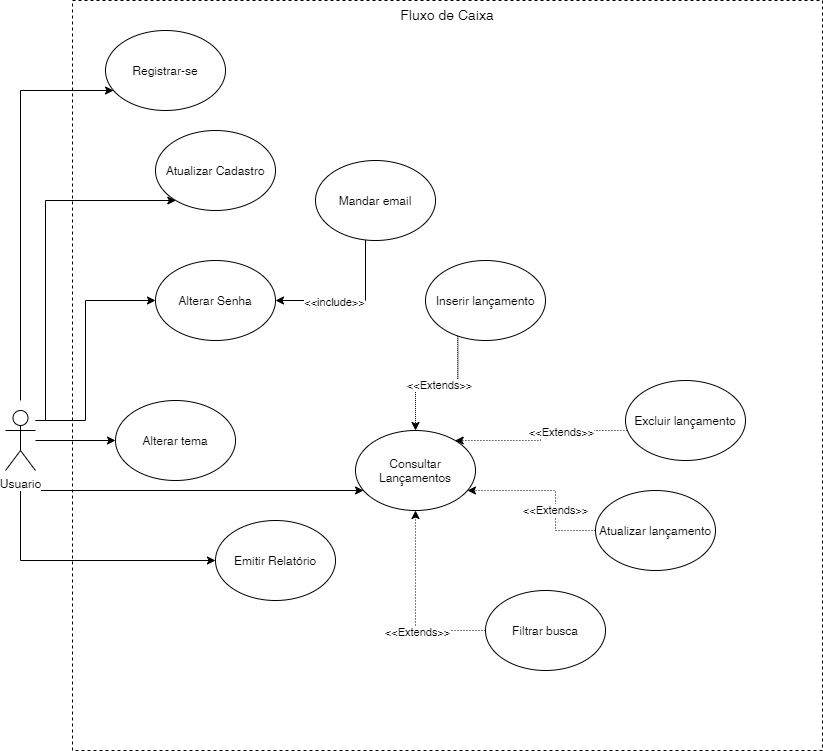 Fluxo de Caixa
Registrar-se
Atualizar Cadastro
Mandar email
Alterar Senha
<<include>>
Inserir lançamento
<<Extends>>
Excluir lançamento
<<Extends>>
Alterar tema
Consultar
Lançamentos
Usuario
<<Extends>>
Atualizar lançamento
Emitir Relatório
<<Extends>>
Filtrar busca